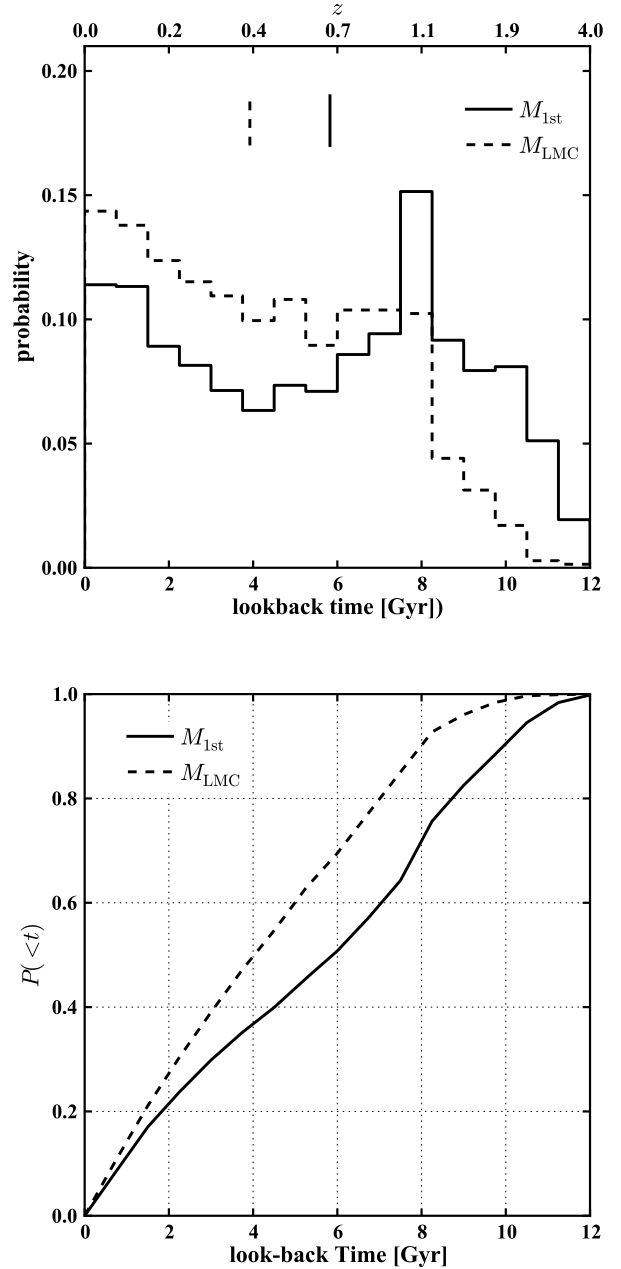 z
0.0 0.2 0.4 0.7 1.1 1.9 4.0
0.20
M1st
MLMC
0.15
probability
0.10
0.05
0.00
0 2 4 6 8 10 12
lookback time [Gyr])
1.0
M1st
MLMC
0.8
0.6
P(<t)
0.4
0.2
0.0
0 2 4 6 8 10 12
look-back Time [Gyr]